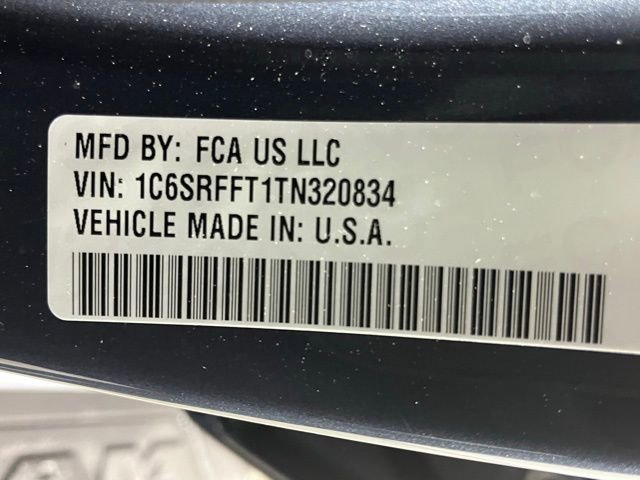 MFD BY: FCA US LLC
VIN: 1C6SRFFT1TN320834
VEHICLE MADE IN: U.S.A.